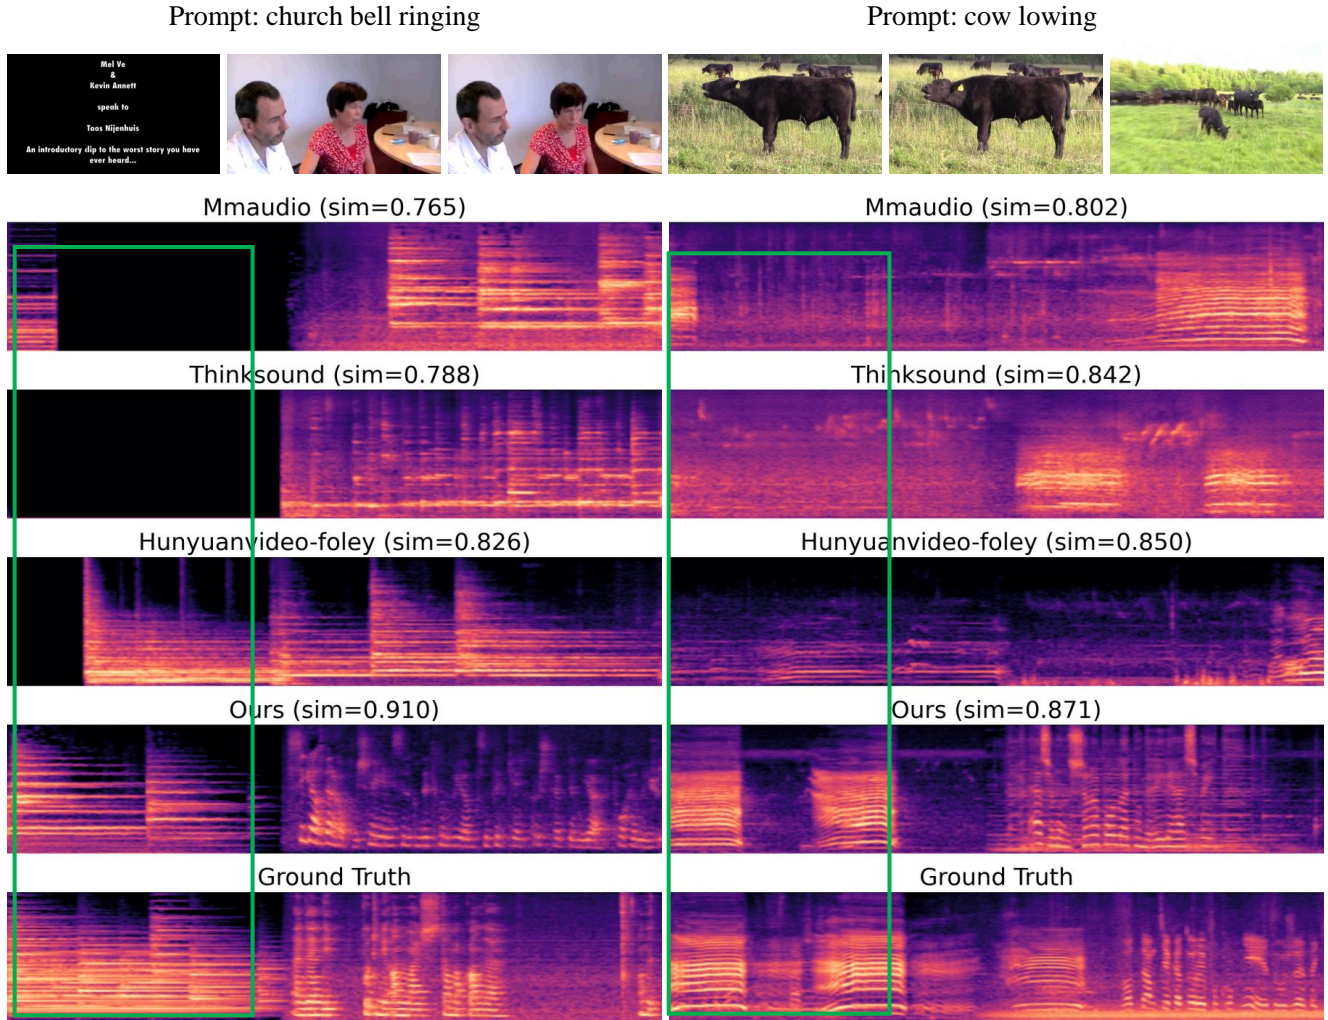 Prompt: church bell ringing
Prompt: cow lowing
Mel Ve
&
Kevin Annett
speak to
Toos Nijenhuis
An introductory clip to the worst story you have
ever heard...
Mmaudio (sim=0.765)
Mmaudio (sim=0.802)
Thinksound (sim=0.788)
Thinksound (sim=0.842)
Hunyuanvideo-foley (sim=0.826)
Hunyuanvideo-foley (sim=0.850)
Ours (sim=0.910)
Ours (sim=0.871)
Ground Truth
Ground Truth